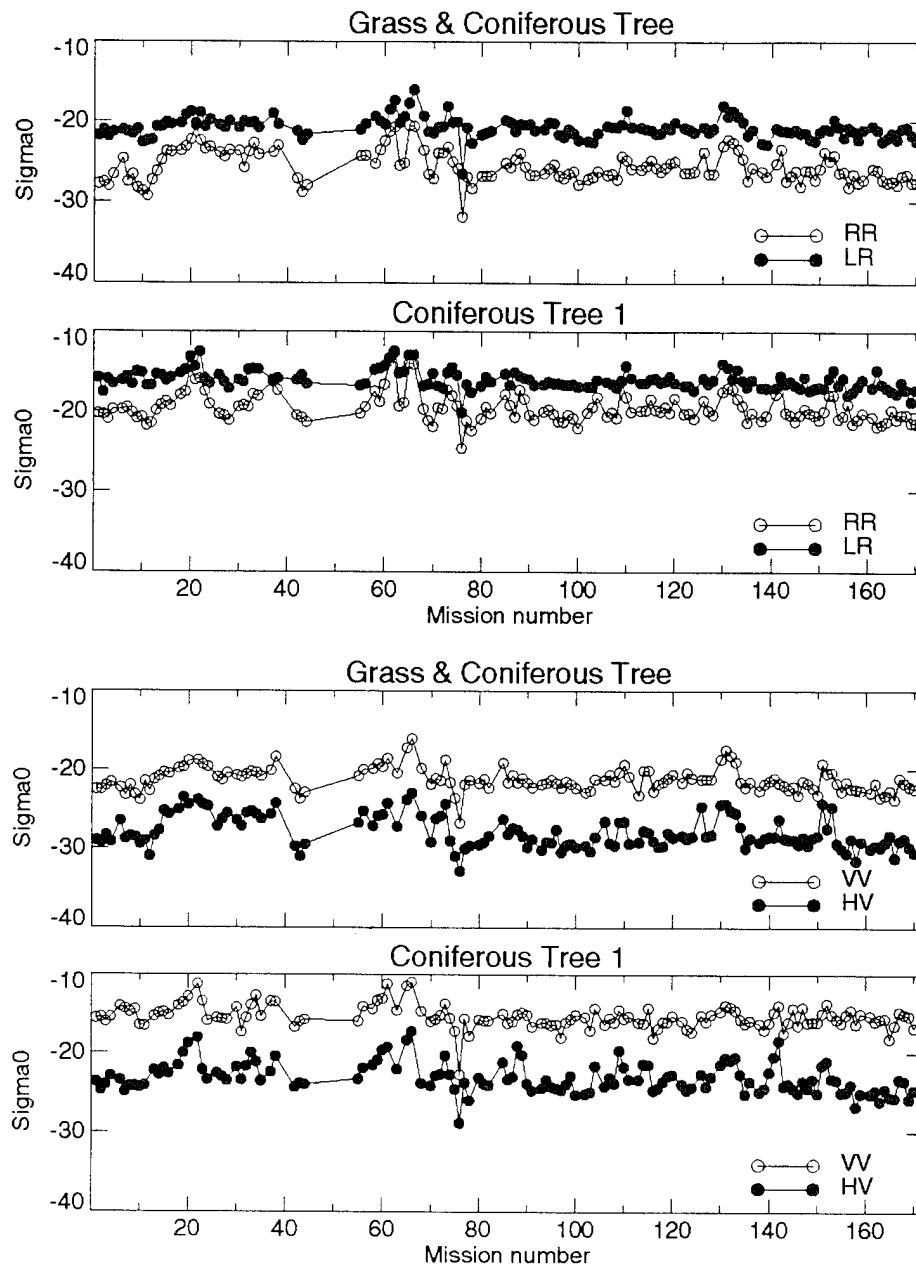 Grass & Coniferous Tree
-10
-20
-30
-40
Sigma0
RR
LR
Coniferous Tree 1
-10
-20
-30
-40
Sigma0
RR
LR
20 40 60 80 100 120 140 160
Mission number
Grass & Coniferous Tree
-10
-20
-30
-40
Sigma0
VV
HV
Coniferous Tree 1
-10
-20
-30
-40
Sigma0
VV
HV
20 40 60 80 100 120 140 160
Mission number